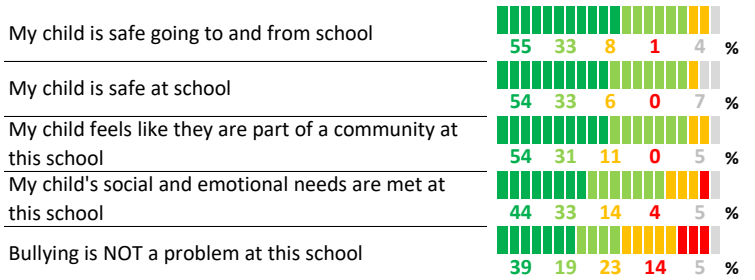 My child is safe going to and from school
55 33 8 1 4 %
My child is safe at school
54 33 6 0 7 %
My child feels like they are part of a community at
this school
54 31 11 0 5 %
My child's social and emotional needs are met at
this school
44 33 14 4 5 %
Bullying is NOT a problem at this school
39 19 23 14 5 %